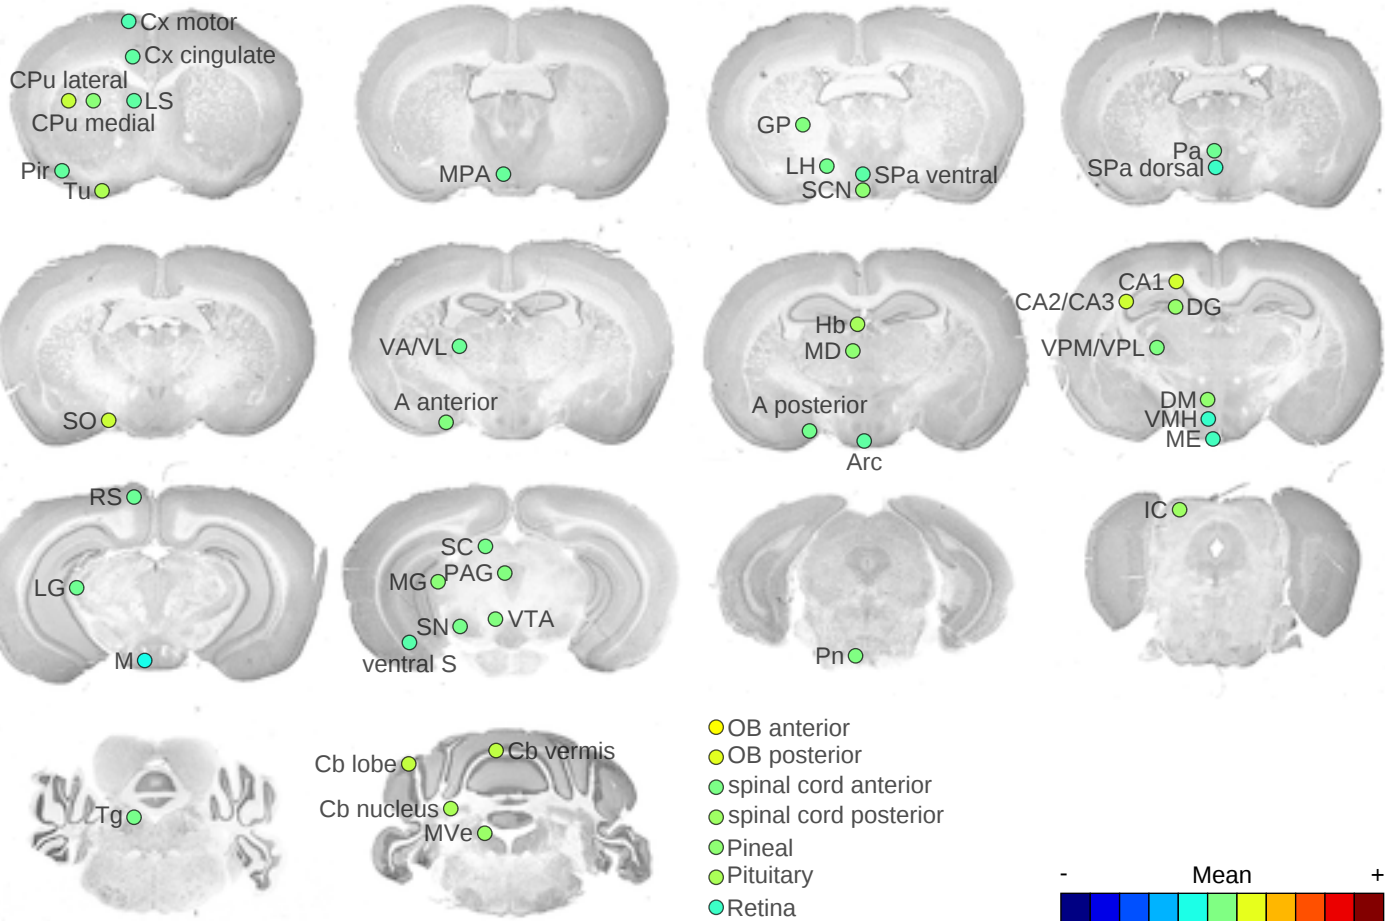 Cx motor
Cx cingulate
CPu lateral
LS
CPu medial
Pir
Tu
MPA
GP
LH
SPa ventral
SCN
Pa
SPa dorsal
SO
VA/VL
A anterior
Hb
MD
A posterior
Arc
CA1
CA2/CA3
DG
VPM/VPL
DM
VMH
ME
RS
LG
M
SC
MG
PAG
SN
VTA
ventral S
Pn
IC
Tg
Cb lobe
Cb vermis
Cb nucleus
MVe
OB anterior
OB posterior
spinal cord anterior
spinal cord posterior
Pineal
Pituitary
Retina
- Mean +